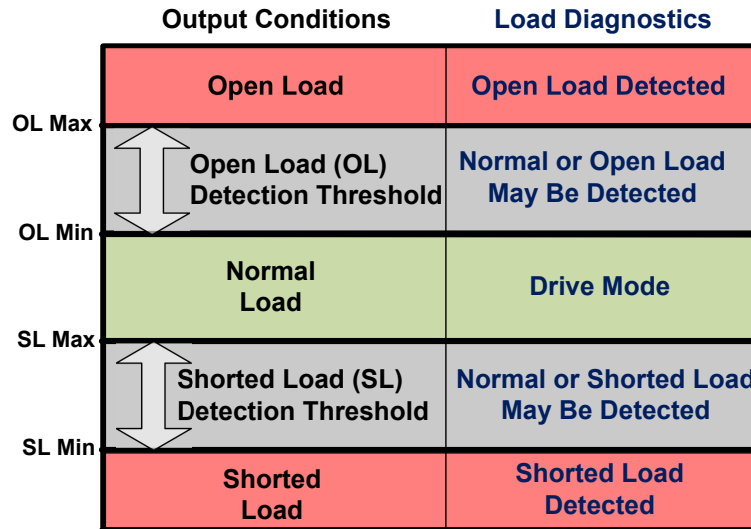 Output Conditions
Load Diagnostics
Open Load
Open Load Detected
OL Max
Open Load (OL)
Detection Threshold
Normal or Open Load
May Be Detected
OL Min
Normal
Load
Drive Mode
SL Max
Shorted Load (SL)
Detection Threshold
Normal or Shorted Load
May Be Detected
SL Min
Shorted
Load
Shorted Load
Detected